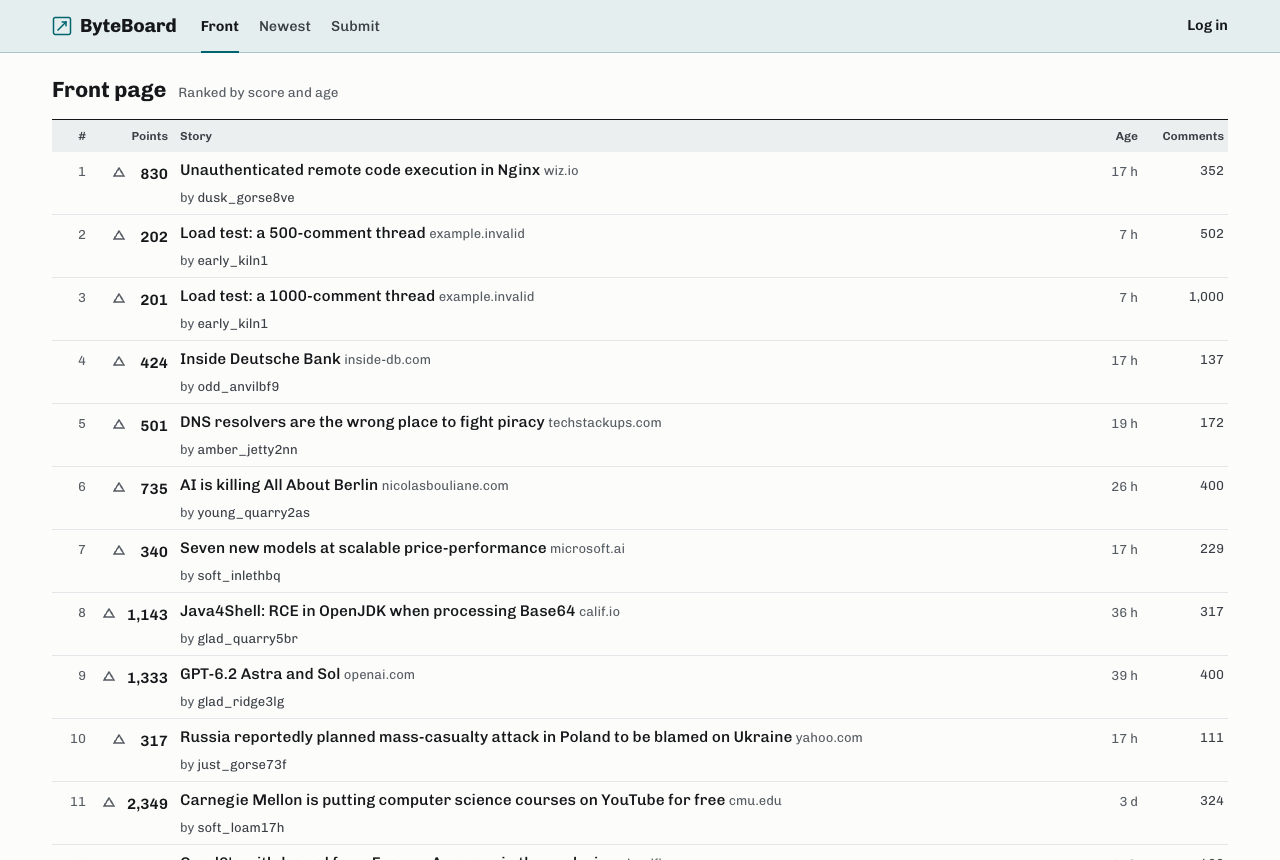 ByteBoard Front Newest Submit Log in
Front page Ranked by score and age
# Points Story Age Comments
1 830 Unauthenticated remote code execution in Nginx wiz.io 17 h 352
by dusk_gorse8ve
2 202 Load test: a 500-comment thread example.invalid 7 h 502
by early_kiln1
3 201 Load test: a 1000-comment thread example.invalid 7 h 1,000
by early_kiln1
4 424 Inside Deutsche Bank inside-db.com 17 h 137
by odd_anvilbf9
5 501 DNS resolvers are the wrong place to fight piracy techstackups.com 19 h 172
by amber_jetty2nn
6 735 AI is killing All About Berlin nicolasbouliane.com 26 h 400
by young_quarry2as
7 340 Seven new models at scalable price-performance microsoft.ai 17 h 229
by soft_inlethbq
8 1,143 Java4Shell: RCE in OpenJDK when processing Base64 calif.io 36 h 317
by glad_quarry5br
9 1,333 GPT-6.2 Astra and Sol openai.com 39 h 400
by glad_ridge3lg
10 317 Russia reportedly planned mass-casualty attack in Poland to be blamed on Ukraine yahoo.com 17 h 111
by just_gorse73f
11 2,349 Carnegie Mellon is putting computer science courses on YouTube for free cmu.edu 3 d 324
by soft_loam17h